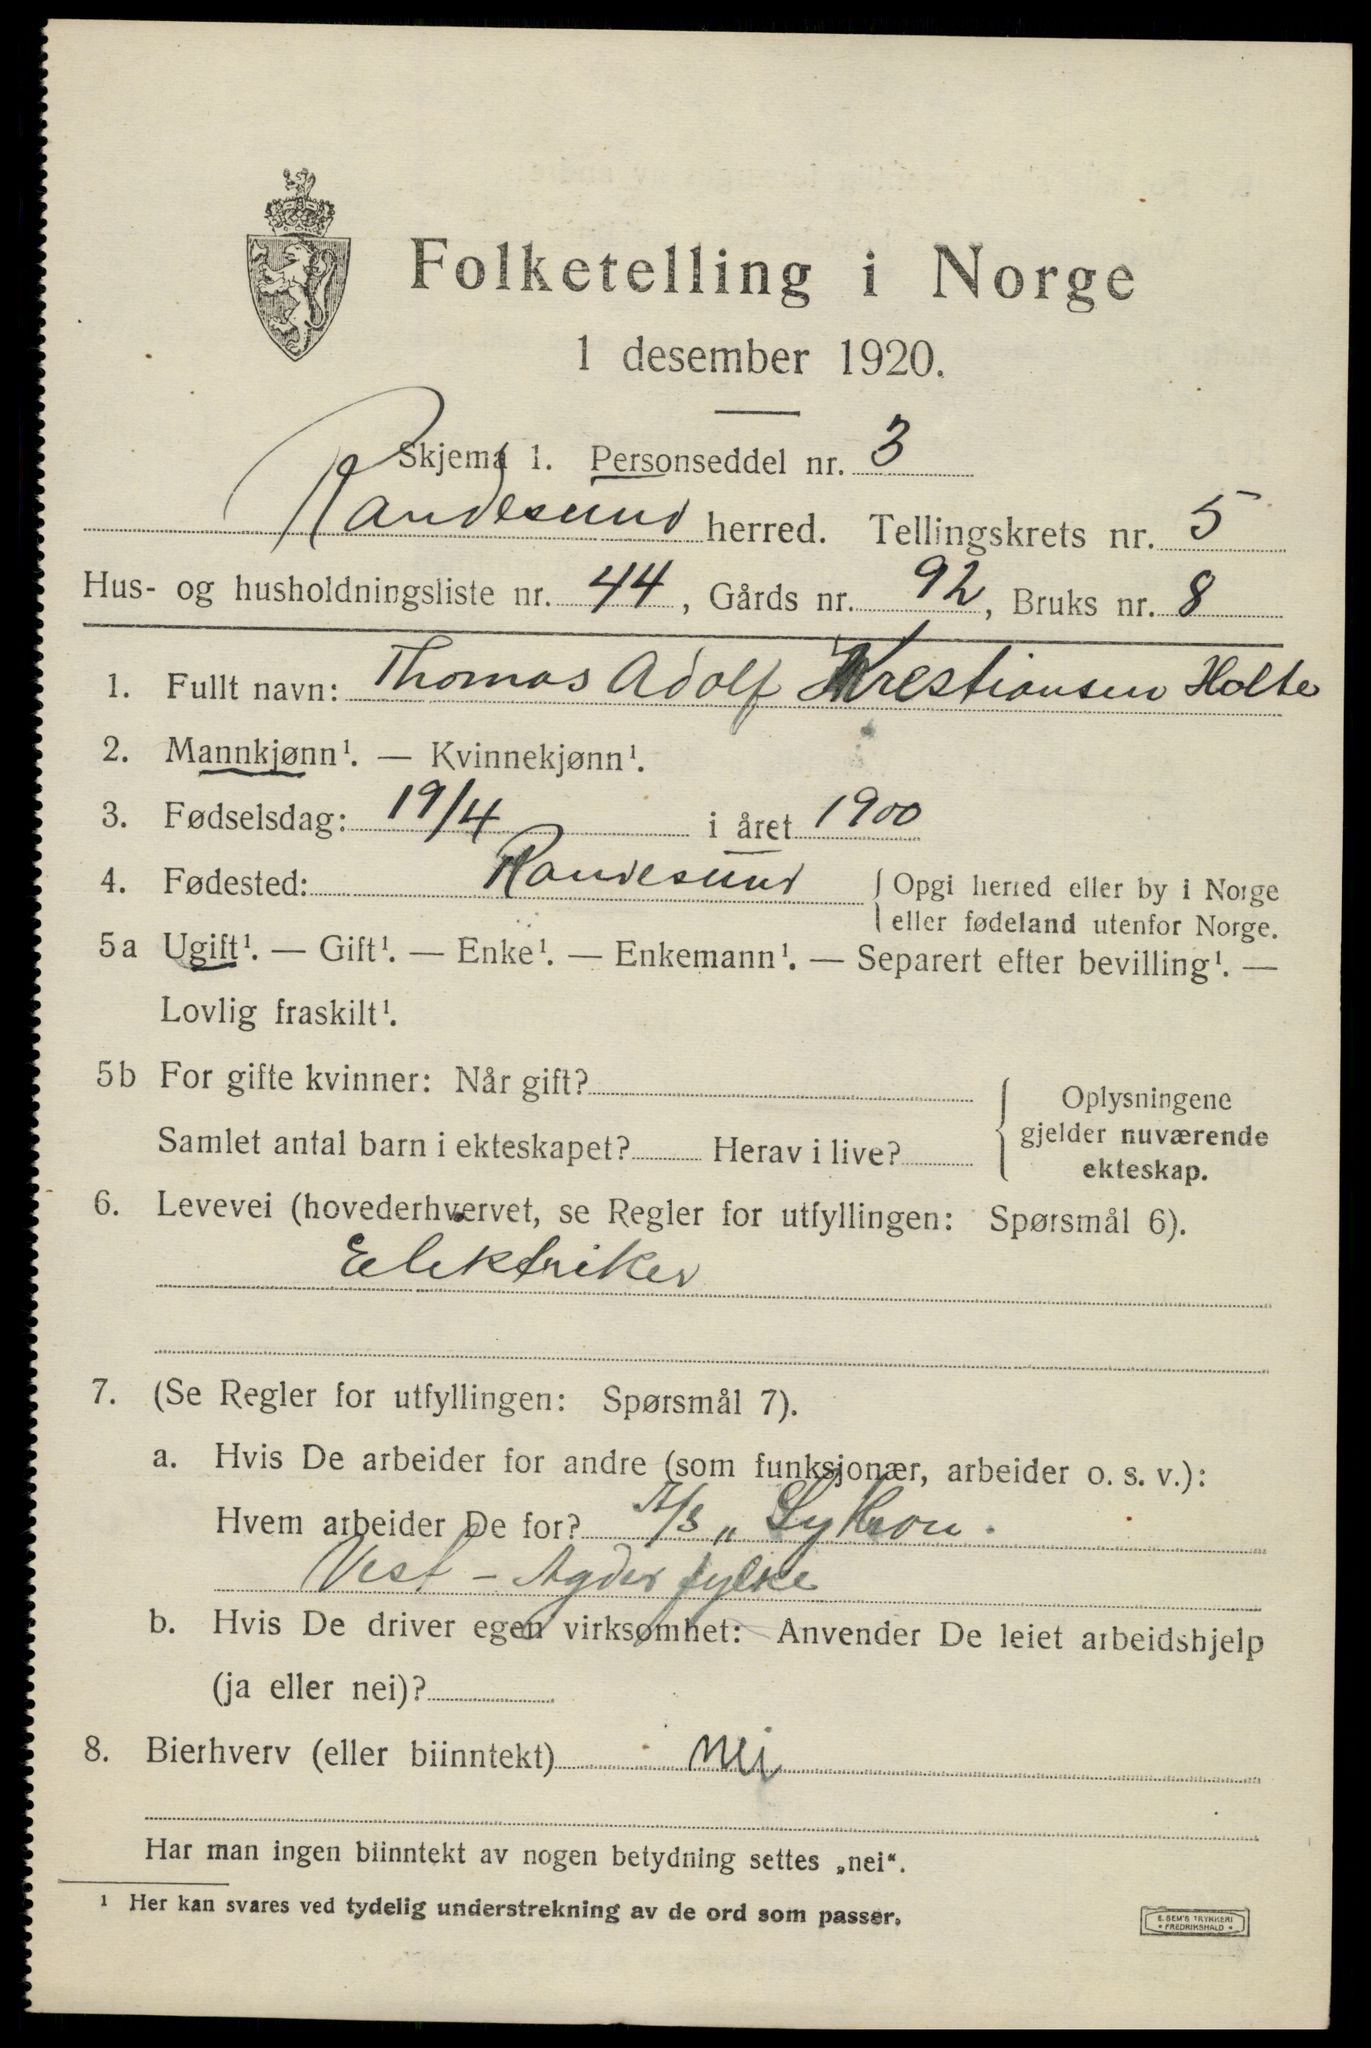 Folketelling i Norge
1 desember 1920.
Skjema 1. Personseddel nr. 3
Randesund herred. Tellingskrets nr. 5
Hus- og husholdningsliste nr. 44, Gårds nr. 92, Bruks nr. 8
1. Fullt navn: Thomas Adolf Krestiansen Holte
2. Mannkjønn¹. — Kvinnekjønn¹.
3. Fødselsdag: 19/4 i året 1900
4. Fødested: Randesund { Opgi herred eller by i Norge
eller fødeland utenfor Norge.
5a Ugift¹. — Gift¹. — Enke¹. — Enkemann¹. — Separert efter bevilling¹. —
Lovlig fraskilt¹.
5b For gifte kvinner: Når gift?
Samlet antal barn i ekteskapet? Herav i live?
Oplysningene
gjelder nuværende
ekteskap.
6. Levevei (hovederhvervet, se Regler for utfyllingen: Spørsmål 6).
Elektriker
7. (Se Regler for utfyllingen: Spørsmål 7).
a. Hvis De arbeider for andre (som funksjonær, arbeider o. s. v.):
Hvem arbeider De for? A/S „
Vest-Agder fylke
b. Hvis De driver egen virksomhet: Anvender De leiet arbeidshjelp
(ja eller nei)?
8. Bierhverv (eller biinntekt) nei
Har man ingen biinntekt av nogen betydning settes „nei“.
¹ Her kan svares ved tydelig understrekning av de ord som passer.
E. SEM'S TRYKKERI
* FREDRIKSHALD *